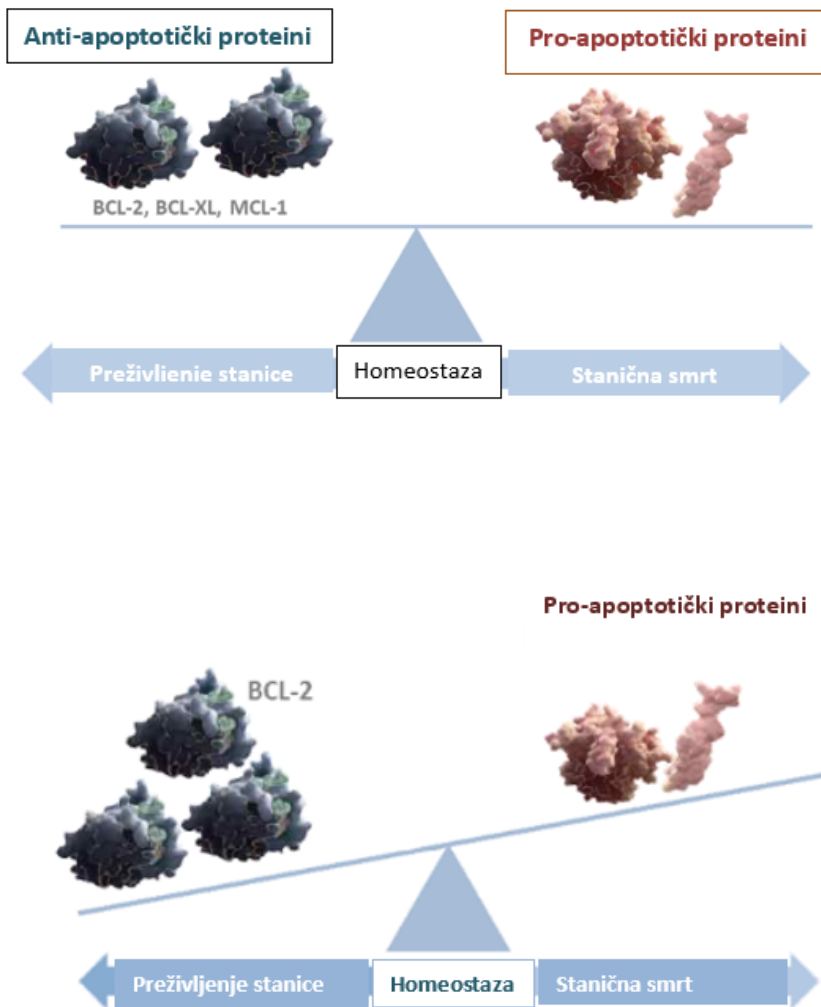 Anti-apoptotički proteini
Pro-apoptotički proteini
BCL-2, BCL-XL, MCL-1
Preživlienie stanice
Homeostaza
Stanična smrt
Pro-apoptotički proteini
BCL-2
Preživljenje stanice
Homeostaza
Stanična smrt